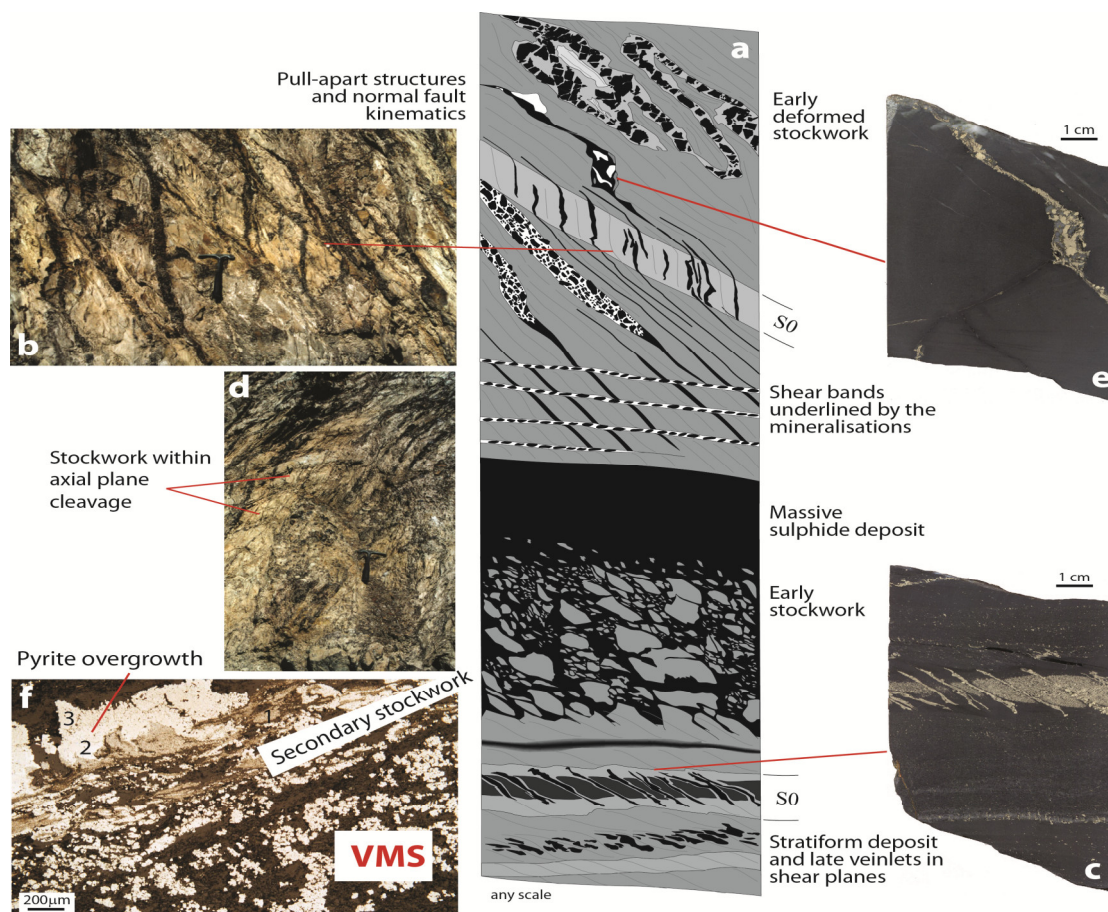 a
Pull-apart structures
and normal fault
kinematics
b
Early
deformed
stockwork
1 cm
e
S0
Shear bands
underlined by the
mineralisations
d
Stockwork within
axial plane
cleavage
Massive
sulphide deposit
Early
stockwork
1 cm
c
Pyrite overgrowth
f
3
2
1
Secondary stockwork
VMS
200µm
S0
Stratiform deposit
and late veinlets in
shear planes
any scale